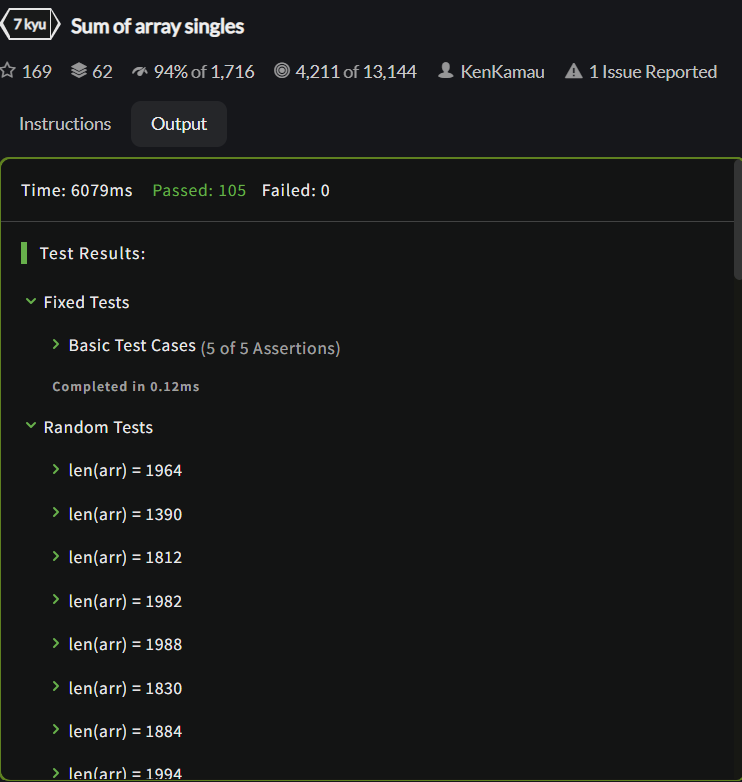 7 kyu Sum of array singles
169 62 94% of 1,716 4,211 of 13,144 KenKamau 1 Issue Reported
Instructions Output
Time: 6079ms Passed: 105 Failed: 0
Test Results:
Fixed Tests
Basic Test Cases (5 of 5 Assertions)
Completed in 0.12ms
Random Tests
len(arr) = 1964
len(arr) = 1390
len(arr) = 1812
len(arr) = 1982
len(arr) = 1988
len(arr) = 1830
len(arr) = 1884
len(arr) = 1994